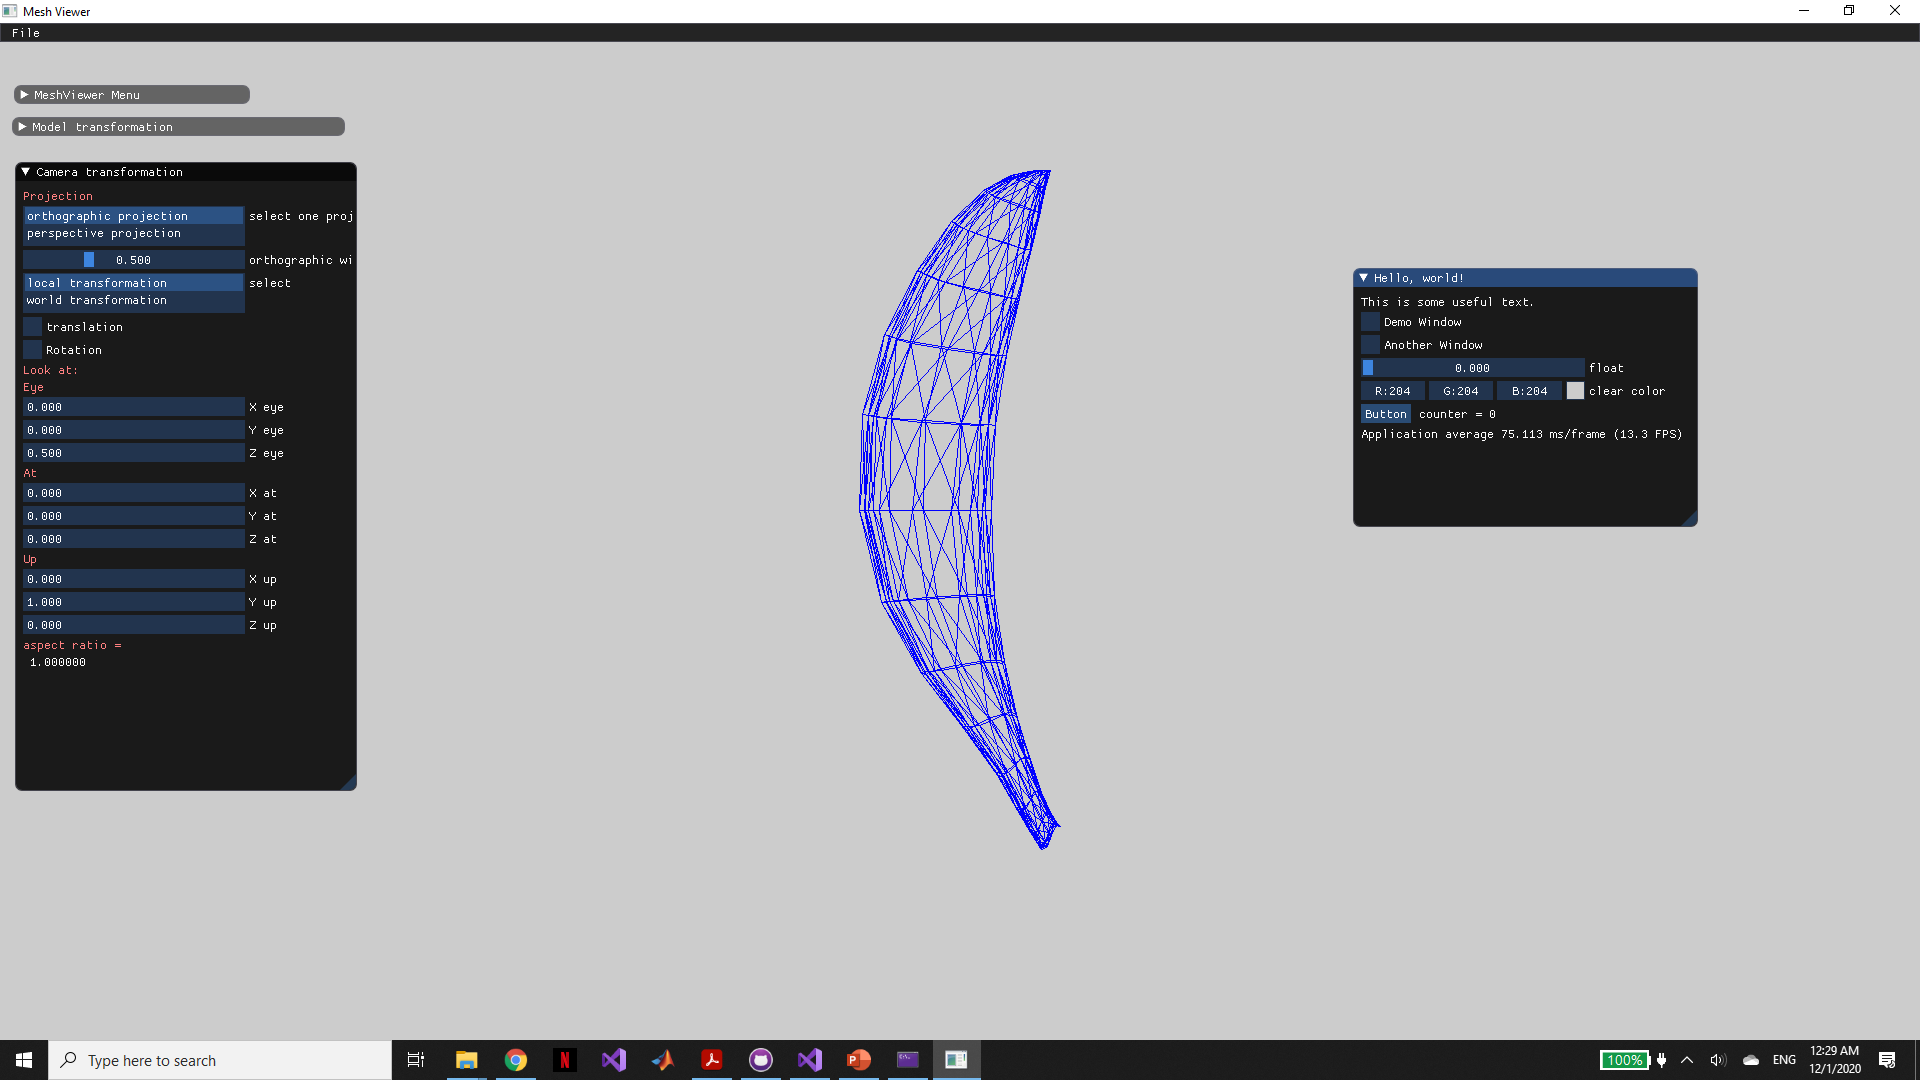 Mesh Viewer
File
MeshViewer Menu
Model transformation
Camera transformation
Projection
orthographic projection select one proj
perspective projection
0.500 orthographic wi
local transformation select
world transformation
translation
Rotation
Look at:
Eye
0.000 X eye
0.000 Y eye
0.500 Z eye
At
0.000 X at
0.000 Y at
0.000 Z at
Up
0.000 X up
1.000 Y up
0.000 Z up
aspect ratio =
1.000000
Hello, world!
This is some useful text.
Demo Window
Another Window
0.000 float
R:204 G:204 B:204 clear color
Button counter = 0
Application average 75.113 ms/frame (13.3 FPS)
Type here to search
100% ENG
12:29 AM
12/1/2020